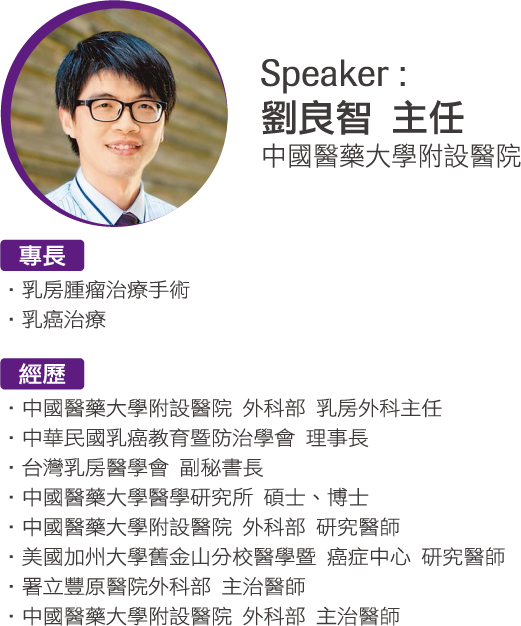 Speaker :
劉良智 主任
中國醫藥大學附設醫院
專長
・乳房腫瘤治療手術
・乳癌治療
經歷
・中國醫藥大學附設醫院 外科部 乳房外科主任
・中華民國乳癌教育暨防治學會 理事長
・台灣乳房醫學會 副秘書長
・中國醫藥大學醫學研究所 碩士、博士
・中國醫藥大學附設醫院 外科部 研究醫師
・美國加州大學舊金山分校醫學暨 癌症中心 研究醫師
・署立豐原醫院外科部 主治醫師
・中國醫藥大學附設醫院 外科部 主治醫師